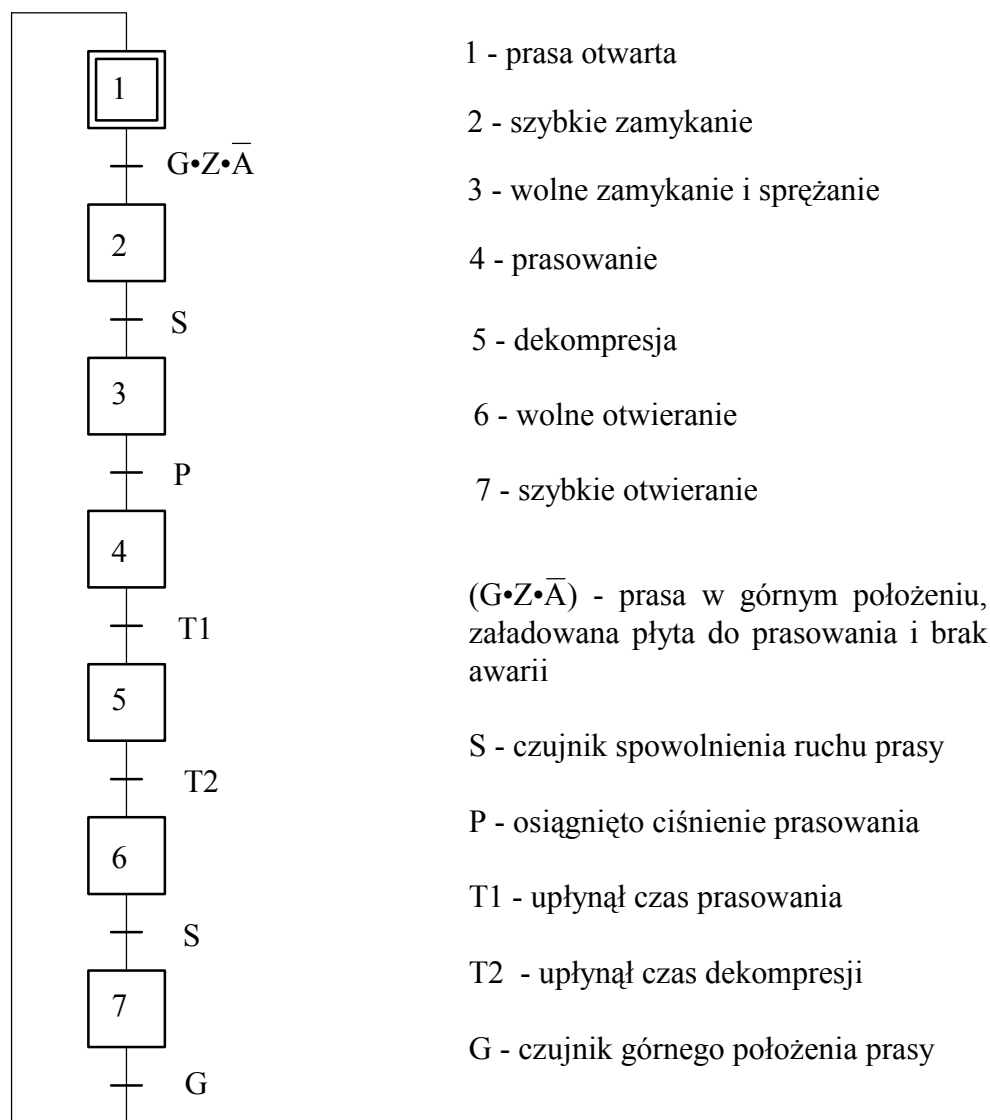 1
G•Z•A̅
2
S
3
P
4
T1
5
T2
6
S
7
G
1 - prasa otwarta
2 - szybkie zamykanie
3 - wolne zamykanie i sprężanie
4 - prasowanie
5 - dekompresja
6 - wolne otwieranie
7 - szybkie otwieranie
(G•Z•A̅) - prasa w górnym położeniu,
załadowana płyta do prasowania i brak
awarii
S - czujnik spowolnienia ruchu prasy
P - osiągnięto ciśnienie prasowania
T1 - upłynął czas prasowania
T2 - upłynął czas dekompresji
G - czujnik górnego położenia prasy